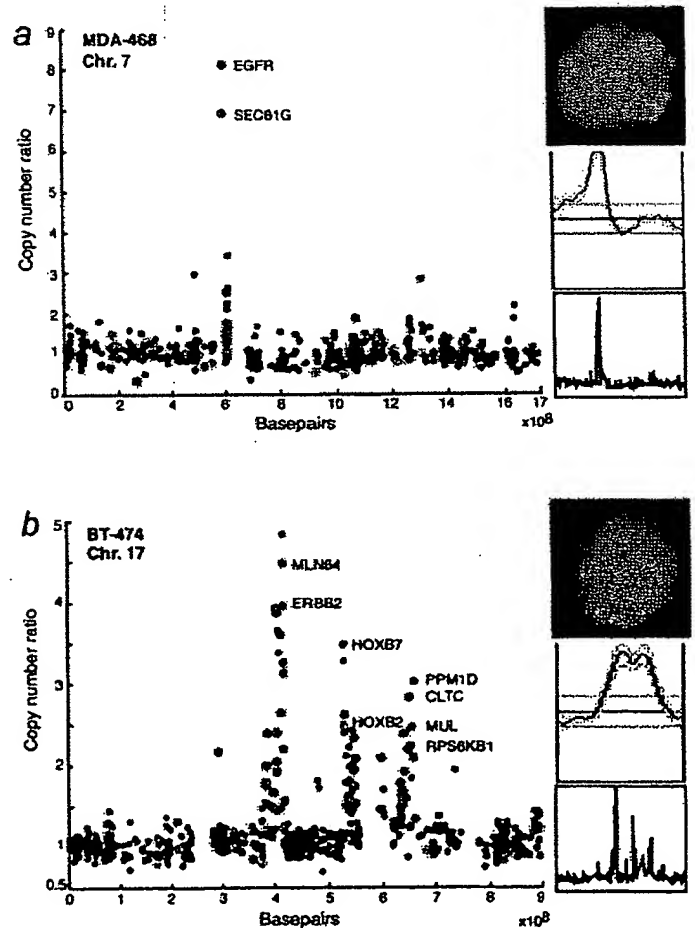 a
MDA-468
Chr. 7
EGFR
SEC61G
Copy number ratio
9
8
7
6
5
4
3
2
1
0
0 2 4 6 8 10 12 14 16 17
Basepairs
x10⁸
b
BT-474
Chr. 17
MLN64
ERBB2
HOXB7
PPM1D
CLTC
HOXB2
MUL
RPS6KB1
Copy number ratio
5
4
3
2
1
0.5
0 1 2 3 4 5 6 7 8 9
Basepairs
x10⁸